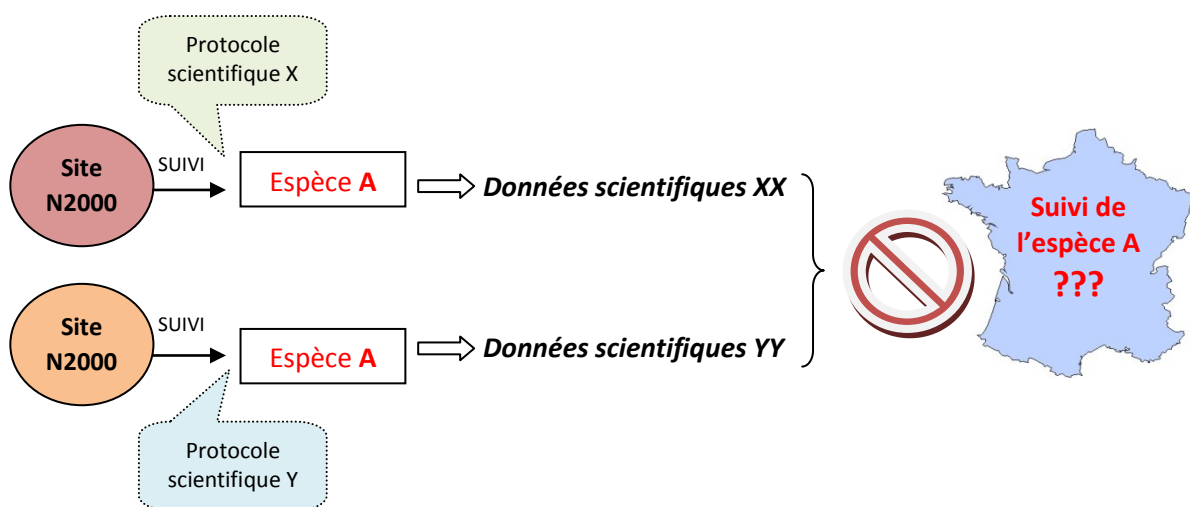 Protocole
scientifique X
Site
N2000
SUIVI
Espèce A
Données scientifiques XX
Site
N2000
SUIVI
Espèce A
Données scientifiques YY
Protocole
scientifique Y
Suivi de
l’espèce A
???